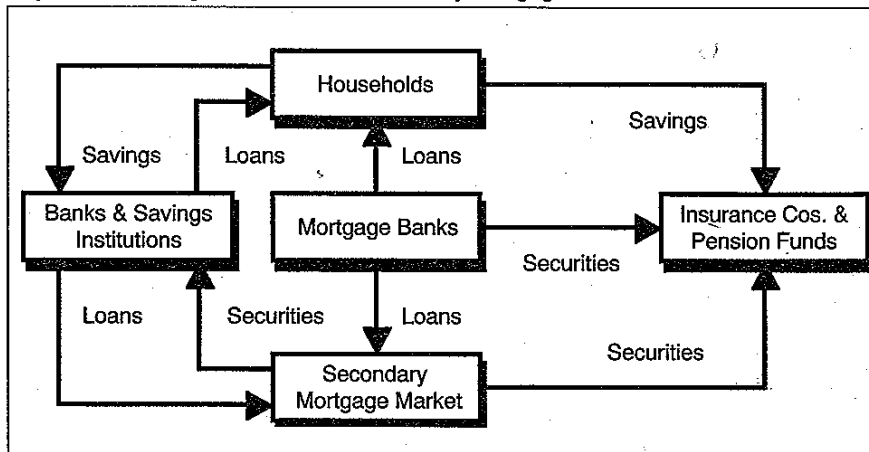 Households
Savings
Savings
Loans
Loans
Banks & Savings
Institutions
Mortgage Banks
Insurance Cos. &
Pension Funds
Securities
Loans
Securities
Loans
Securities
Secondary
Mortgage Market